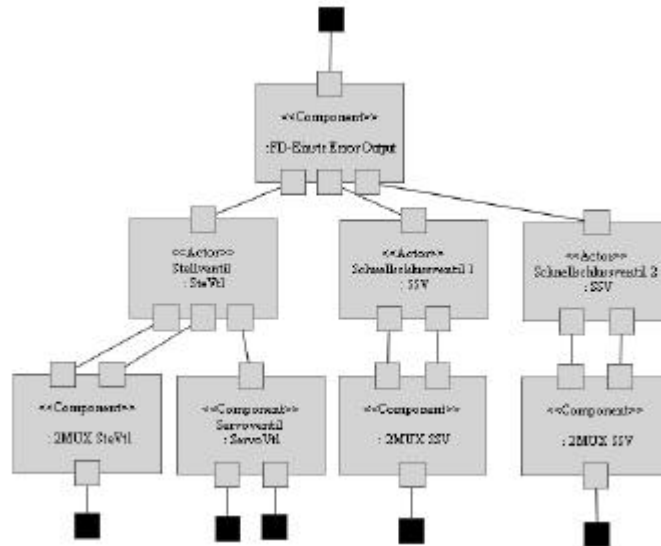 <<Component>>
:FD-Einstr Error Output
<<Actor>>
Stellventil
: SteVtl
<<Actor>>
Schnellschlussventil 1
: SSV
<<Actor>>
Schnellschlussventil 2
: SSV
<<Component>>
: 2MUX SteVtl
<<Component>>
Servoventil
: ServoVtl
<<Component>>
: 2MUX SSV
<<Component>>
: 2MUX SSV